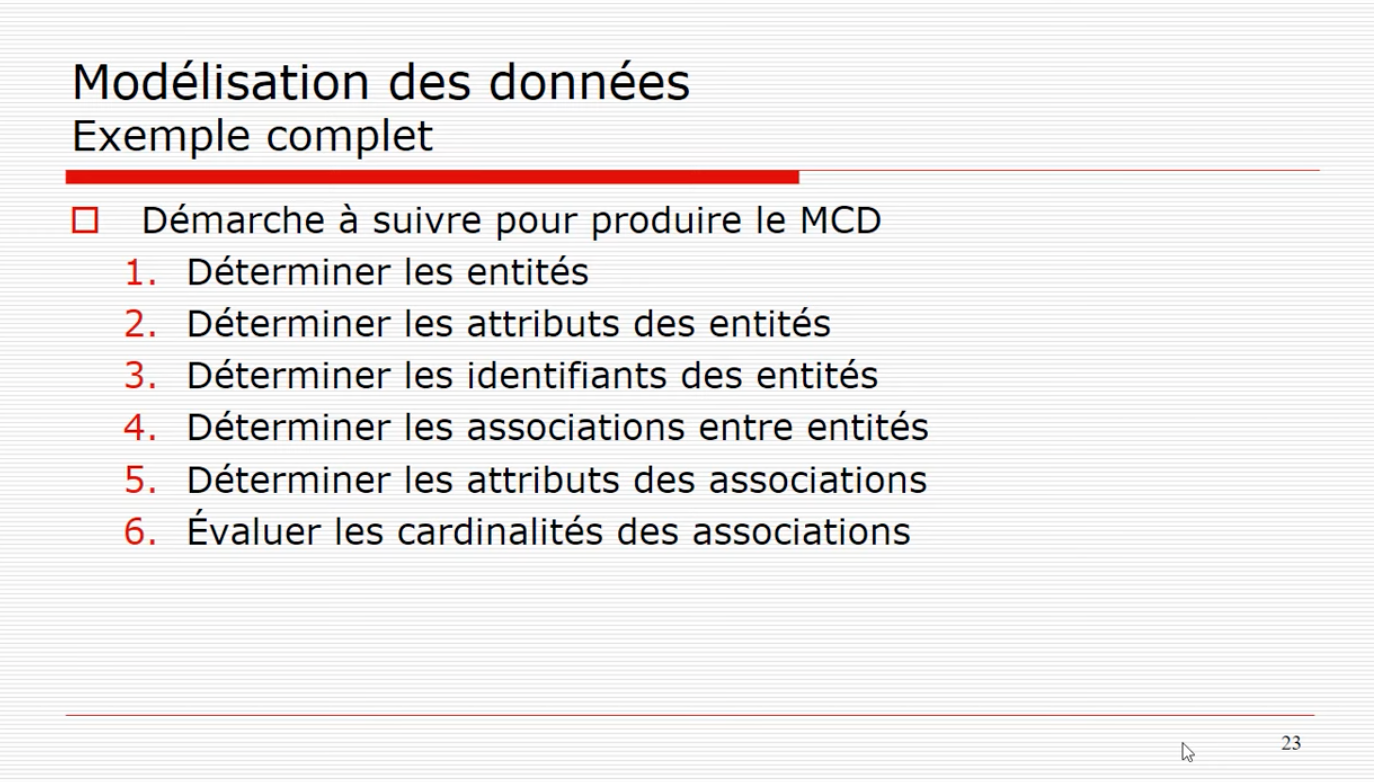 Modélisation des données
Exemple complet
Démarche à suivre pour produire le MCD
1. Déterminer les entités
2. Déterminer les attributs des entités
3. Déterminer les identifiants des entités
4. Déterminer les associations entre entités
5. Déterminer les attributs des associations
6. Évaluer les cardinalités des associations
23